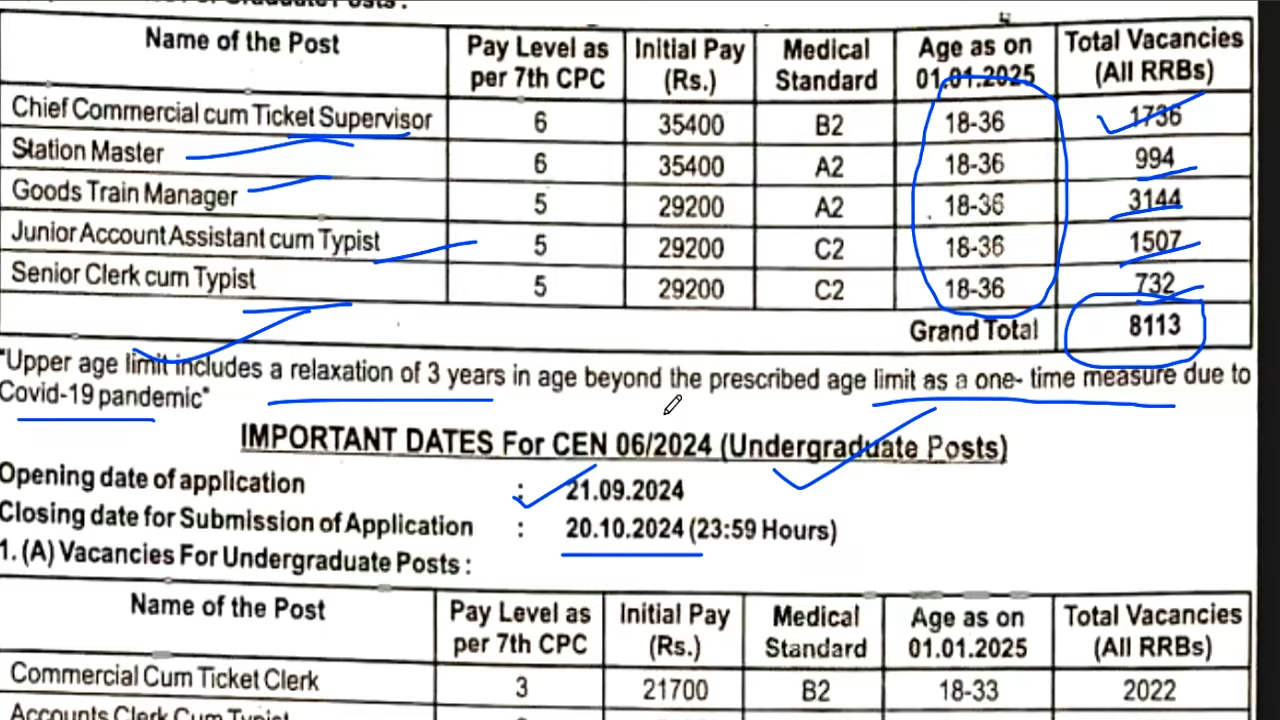 Posts :
Name of the Post | Pay Level as per 7th CPC | Initial Pay (Rs.) | Medical Standard | Age as on 01.01.2025 | Total Vacancies (All RRBs)
Chief Commercial cum Ticket Supervisor | 6 | 35400 | B2 | 18-36 | 1736
Station Master | 6 | 35400 | A2 | 18-36 | 994
Goods Train Manager | 5 | 29200 | A2 | 18-36 | 3144
Junior Account Assistant cum Typist | 5 | 29200 | C2 | 18-36 | 1507
Senior Clerk cum Typist | 5 | 29200 | C2 | 18-36 | 732
Grand Total | 8113
"Upper age limit includes a relaxation of 3 years in age beyond the prescribed age limit as a one- time measure due to
Covid-19 pandemic"
IMPORTANT DATES For CEN 06/2024 (Undergraduate Posts)
Opening date of application : 21.09.2024
Closing date for Submission of Application : 20.10.2024 (23:59 Hours)
1. (A) Vacancies For Undergraduate Posts :
Name of the Post | Pay Level as per 7th CPC | Initial Pay (Rs.) | Medical Standard | Age as on 01.01.2025 | Total Vacancies (All RRBs)
Commercial Cum Ticket Clerk | 3 | 21700 | B2 | 18-33 | 2022
Accounts Clerk Cum Typist